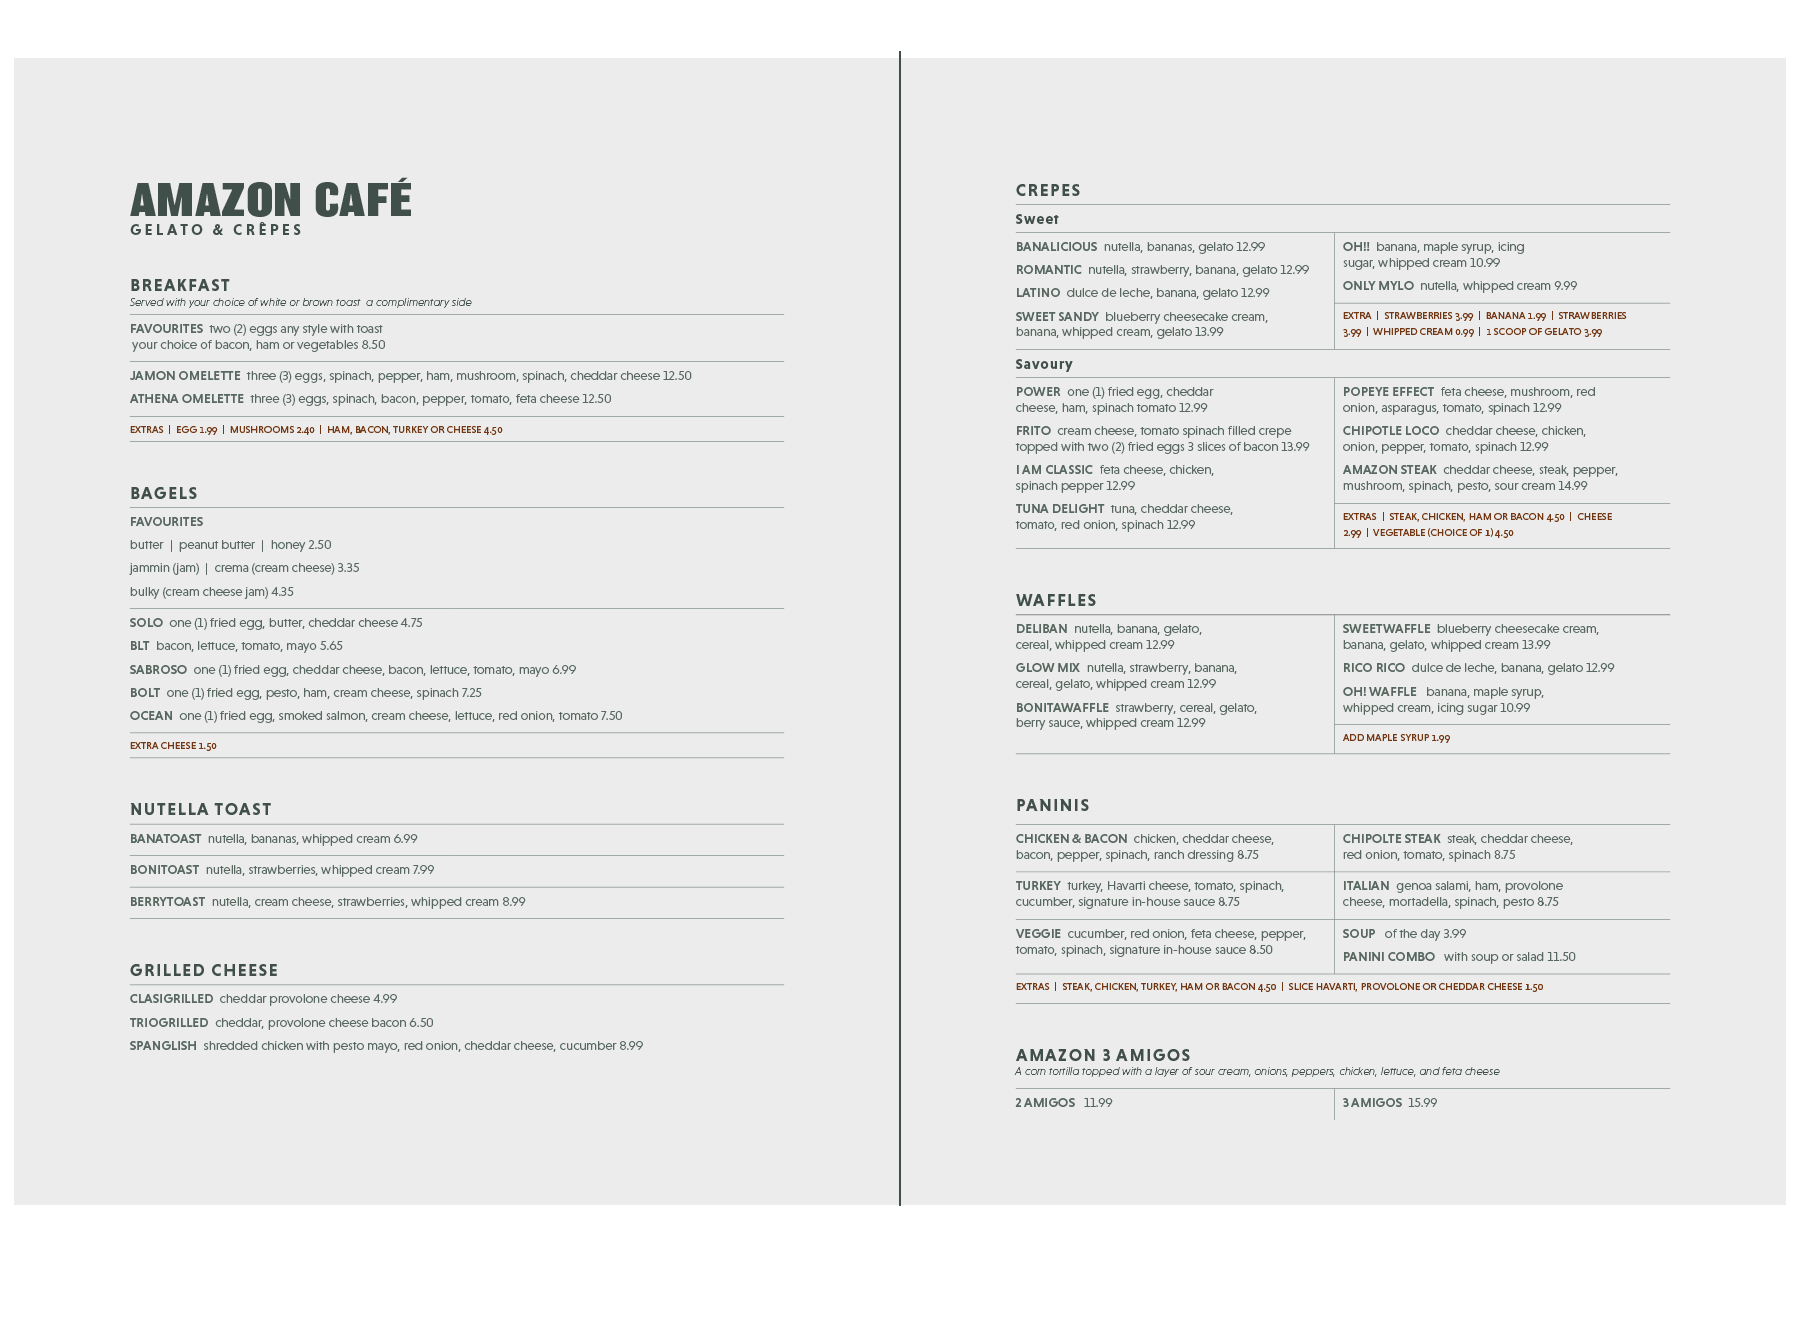 AMAZON CAFÉ
GELATO & CRÊPES
BREAKFAST
Served with your choice of white or brown toast a complimentary side
FAVOURITES two (2) eggs any style with toast
your choice of bacon, ham or vegetables 8.50
JAMON OMELETTE three (3) eggs, spinach, pepper, ham, mushroom, spinach, cheddar cheese 12.50
ATHENA OMELETTE three (3) eggs, spinach, bacon, pepper, tomato, feta cheese 12.50
EXTRAS | EGG 1.99 | MUSHROOMS 2.40 | HAM, BACON, TURKEY OR CHEESE 4.50
BAGELS
FAVOURITES
butter | peanut butter | honey 2.50
jammin (jam) | crema (cream cheese) 3.35
bulky (cream cheese jam) 4.35
SOLO one (1) fried egg, butter, cheddar cheese 4.75
BLT bacon, lettuce, tomato, mayo 5.65
SABROSO one (1) fried egg, cheddar cheese, bacon, lettuce, tomato, mayo 6.99
BOLT one (1) fried egg, pesto, ham, cream cheese, spinach 7.25
OCEAN one (1) fried egg, smoked salmon, cream cheese, lettuce, red onion, tomato 7.50
EXTRA CHEESE 1.50
NUTELLA TOAST
BANATOAST nutella, bananas, whipped cream 6.99
BONITOAST nutella, strawberries, whipped cream 7.99
BERRYTOAST nutella, cream cheese, strawberries, whipped cream 8.99
GRILLED CHEESE
CLASIGRILLED cheddar provolone cheese 4.99
TRIOGRILLED cheddar, provolone cheese bacon 6.50
SPANGLISH shredded chicken with pesto mayo, red onion, cheddar cheese, cucumber 8.99
CREPES
Sweet
BANALICIOUS nutella, bananas, gelato 12.99
ROMANTIC nutella, strawberry, banana, gelato 12.99
LATINO dulce de leche, banana, gelato 12.99
SWEET SANDY blueberry cheesecake cream,
banana, whipped cream, gelato 13.99
OH!! banana, maple syrup, icing
sugar, whipped cream 10.99
ONLY MYLO nutella, whipped cream 9.99
EXTRA | STRAWBERRIES 3.99 | BANANA 1.99 | STRAWBERRIES
3.99 | WHIPPED CREAM 0.99 | 1 SCOOP OF GELATO 3.99
Savoury
POWER one (1) fried egg, cheddar
cheese, ham, spinach tomato 12.99
FRITO cream cheese, tomato spinach filled crepe
topped with two (2) fried eggs 3 slices of bacon 13.99
I AM CLASSIC feta cheese, chicken,
spinach pepper 12.99
TUNA DELIGHT tuna, cheddar cheese,
tomato, red onion, spinach 12.99
POPEYE EFFECT feta cheese, mushroom, red
onion, asparagus, tomato, spinach 12.99
CHIPOTLE LOCO cheddar cheese, chicken,
onion, pepper, tomato, spinach 12.99
AMAZON STEAK cheddar cheese, steak, pepper,
mushroom, spinach, pesto, sour cream 14.99
EXTRAS | STEAK, CHICKEN, HAM OR BACON 4.50 | CHEESE
2.99 | VEGETABLE (CHOICE OF 1) 4.50
WAFFLES
DELIBAN nutella, banana, gelato,
cereal, whipped cream 12.99
GLOW MIX nutella, strawberry, banana,
cereal, gelato, whipped cream 12.99
BONITAWAFFLE strawberry, cereal, gelato,
berry sauce, whipped cream 12.99
SWEETWAFFLE blueberry cheesecake cream,
banana, gelato, whipped cream 13.99
RICO RICO dulce de leche, banana, gelato 12.99
OH! WAFFLE banana, maple syrup,
whipped cream, icing sugar 10.99
ADD MAPLE SYRUP 1.99
PANINIS
CHICKEN & BACON chicken, cheddar cheese,
bacon, pepper, spinach, ranch dressing 8.75
CHIPOLTE STEAK steak, cheddar cheese,
red onion, tomato, spinach 8.75
TURKEY turkey, Havarti cheese, tomato, spinach,
cucumber, signature in-house sauce 8.75
ITALIAN genoa salami, ham, provolone
cheese, mortadella, spinach, pesto 8.75
VEGGIE cucumber, red onion, feta cheese, pepper,
tomato, spinach, signature in-house sauce 8.50
SOUP of the day 3.99
PANINI COMBO with soup or salad 11.50
EXTRAS | STEAK, CHICKEN, TURKEY, HAM OR BACON 4.50 | SLICE HAVARTI, PROVOLONE OR CHEDDAR CHEESE 1.50
AMAZON 3 AMIGOS
A corn tortilla topped with a layer of sour cream, onions, peppers, chicken, lettuce, and feta cheese
2 AMIGOS 11.99
3 AMIGOS 15.99